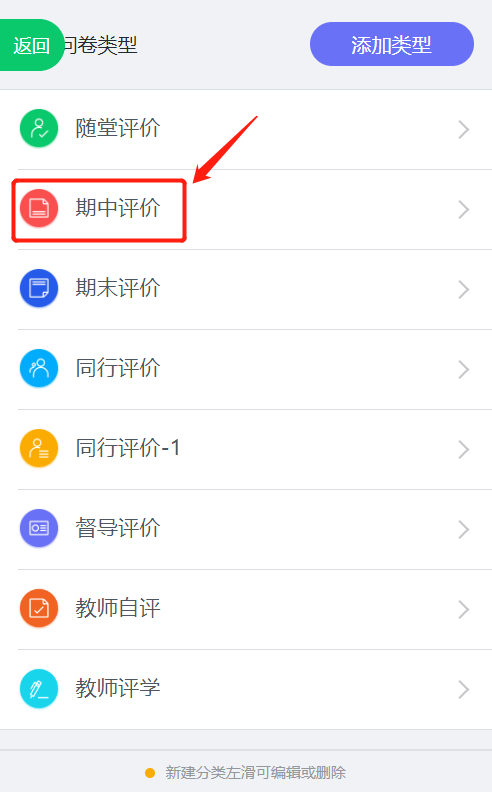 返回
问卷类型
添加类型
随堂评价
期中评价
期末评价
同行评价
同行评价-1
督导评价
教师自评
教师评学
新建分类左滑可编辑或删除